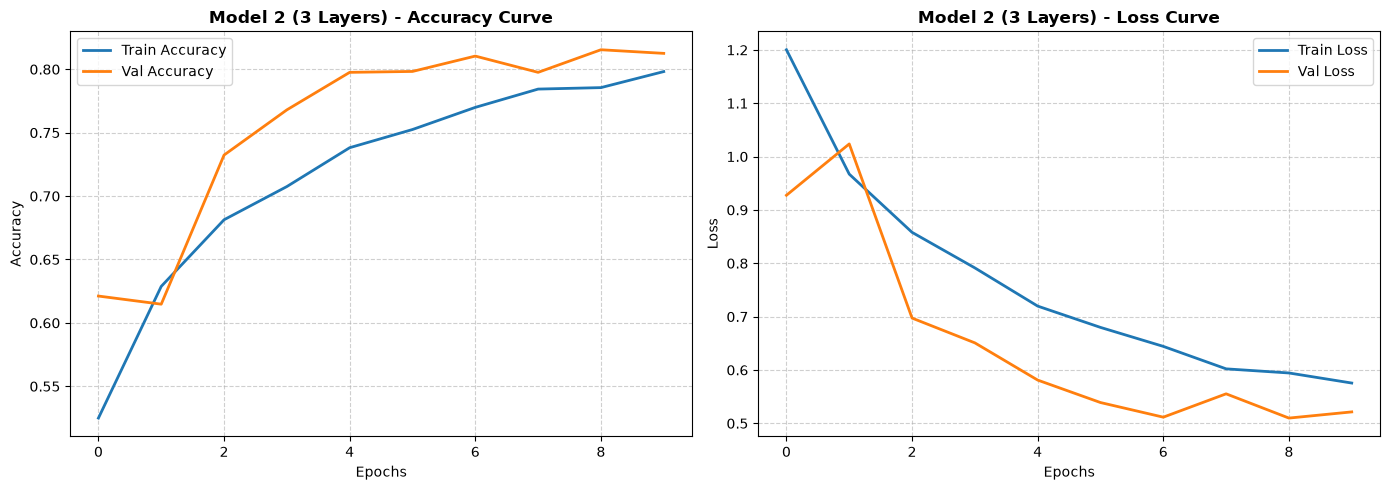 Model 2 (3 Layers) - Accuracy Curve
Train Accuracy
Val Accuracy
Accuracy
0.80
0.75
0.70
0.65
0.60
0.55
0 2 4 6 8
Epochs
Model 2 (3 Layers) - Loss Curve
Train Loss
Val Loss
Loss
1.2
1.1
1.0
0.9
0.8
0.7
0.6
0.5
0 2 4 6 8
Epochs